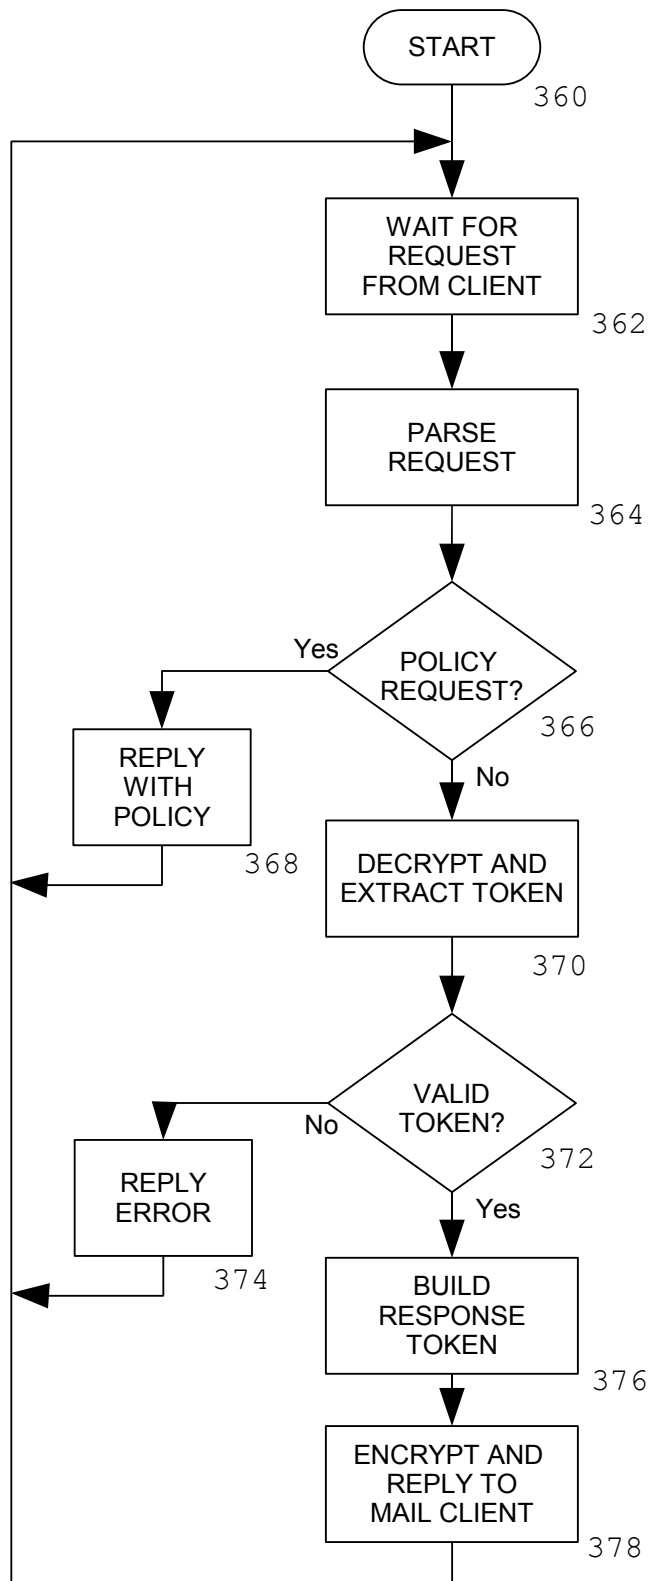 START
360
WAIT FOR
REQUEST
FROM CLIENT
362
PARSE
REQUEST
364
Yes
POLICY
REQUEST?
366
REPLY
WITH
POLICY
368
No
DECRYPT AND
EXTRACT TOKEN
370
VALID
TOKEN?
372
No
REPLY
ERROR
374
Yes
BUILD
RESPONSE
TOKEN
376
ENCRYPT AND
REPLY TO
MAIL CLIENT
378